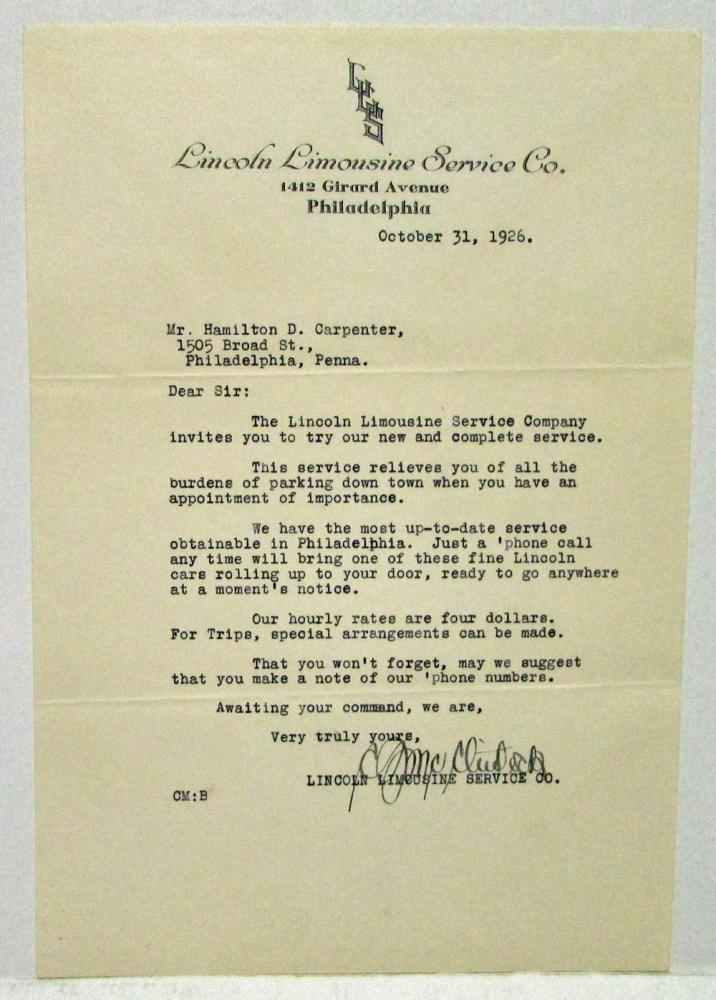 LLSCo
Lincoln Limousine Service Co.
1412 Girard Avenue
Philadelphia
October 31, 1926.
Mr. Hamilton D. Carpenter,
1505 Broad St.,
Philadelphia, Penna.
Dear Sir:
The Lincoln Limousine Service Company
invites you to try our new and complete service.
This service relieves you of all the
burdens of parking down town when you have an
appointment of importance.
We have the most up-to-date service
obtainable in Philadelphia. Just a 'phone call
any time will bring one of these fine Lincoln
cars rolling up to your door, ready to go anywhere
at a moment's notice.
Our hourly rates are four dollars.
For Trips, special arrangements can be made.
That you won't forget, may we suggest
that you make a note of our 'phone numbers.
Awaiting your command, we are,
Very truly yours,
McClintock
LINCOLN LIMOUSINE SERVICE CO.
CM:B